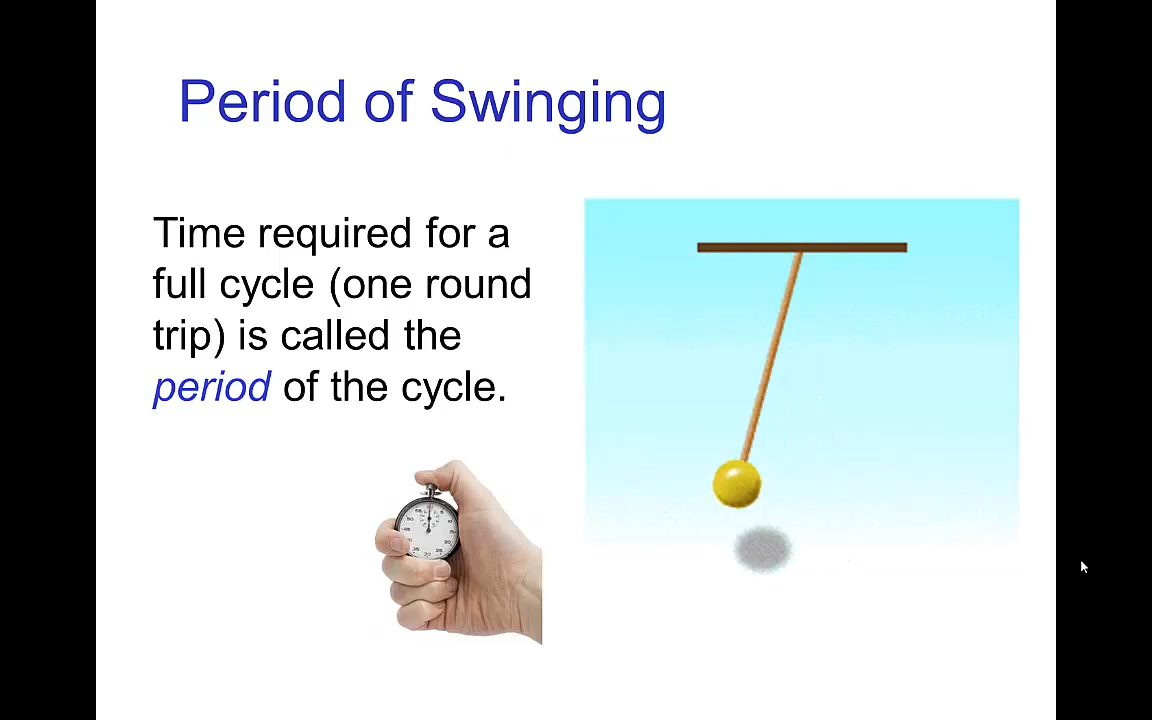 Period of Swinging
Time required for a
full cycle (one round
trip) is called the
period of the cycle.